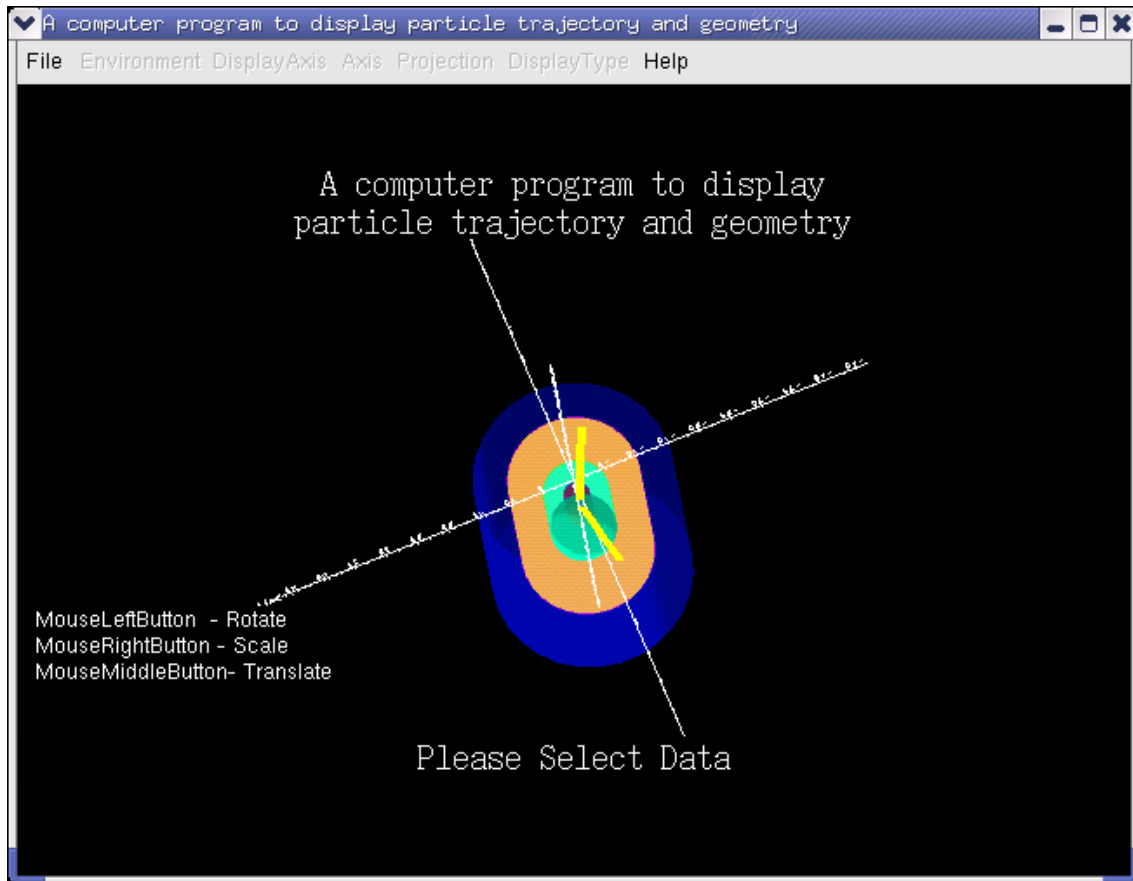 A computer program to display particle trajectory and geometry
File Environment DisplayAxis Axis Projection DisplayType Help
A computer program to display
particle trajectory and geometry
MouseLeftButton - Rotate
MouseRightButton - Scale
MouseMiddleButton- Translate
Please Select Data